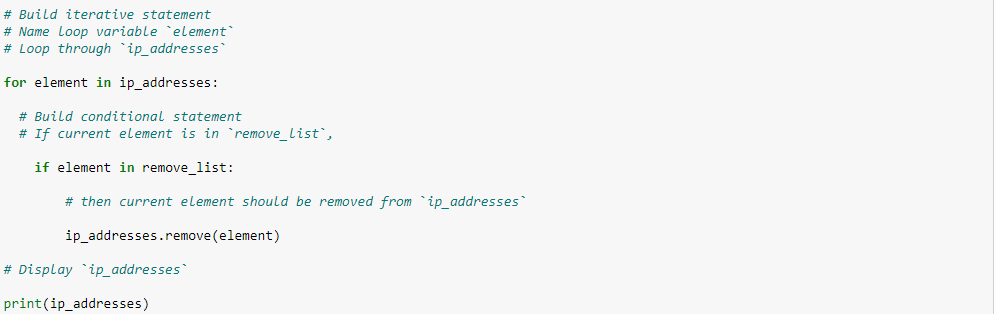 # Build iterative statement
# Name loop variable `element`
# Loop through `ip_addresses`
for element in ip_addresses:
# Build conditional statement
# If current element is in `remove_list`,
if element in remove_list:
# then current element should be removed from `ip_addresses`
ip_addresses.remove(element)
# Display `ip_addresses`
print(ip_addresses)